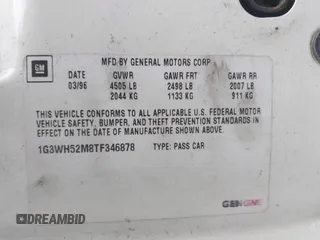 GM
MFD BY GENERAL MOTORS CORP
DATE GVWR GAWR FRT GAWR RR
03/96 4505 LB 2498 LB 2007 LB
2044 KG 1133 KG 911 KG
THIS VEHICLE CONFORMS TO ALL APPLICABLE U.S. FEDERAL MOTOR
VEHICLE SAFETY, BUMPER, AND THEFT PREVENTION STANDARDS
IN EFFECT ON THE DATE OF MANUFACTURE SHOWN ABOVE.
1G3WH52M8TF346878 TYPE: PASS CAR
DREAMBID